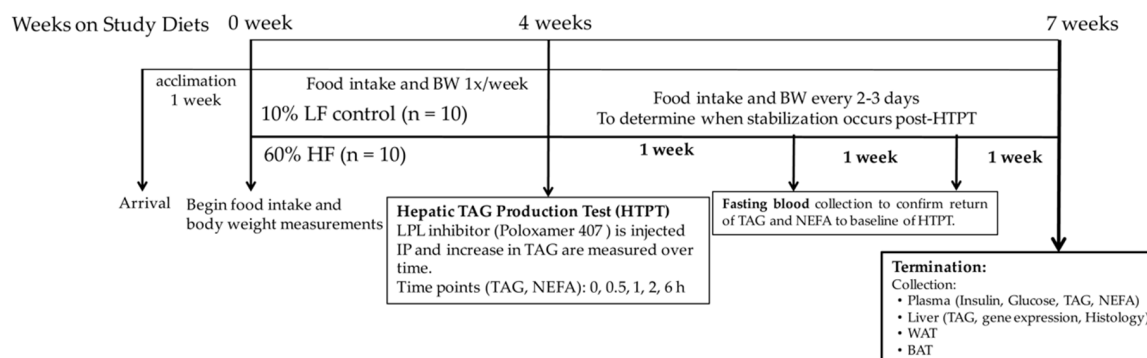 Weeks on Study Diets 0 week 4 weeks 7 weeks
acclimation
1 week
Food intake and BW 1x/week
10% LF control (n = 10)
60% HF (n = 10)
Food intake and BW every 2-3 days
To determine when stabilization occurs post-HTPT
1 week
1 week
1 week
Arrival
Begin food intake and
body weight measurements
Hepatic TAG Production Test (HTPT)
LPL inhibitor (Poloxamer 407 ) is injected
IP and increase in TAG are measured over
time.
Time points (TAG, NEFA): 0, 0.5, 1, 2, 6 h
Fasting blood collection to confirm return
of TAG and NEFA to baseline of HTPT.
Termination:
Collection:
• Plasma (Insulin, Glucose, TAG, NEFA)
• Liver (TAG, gene expression, Histology)
• WAT
• BAT